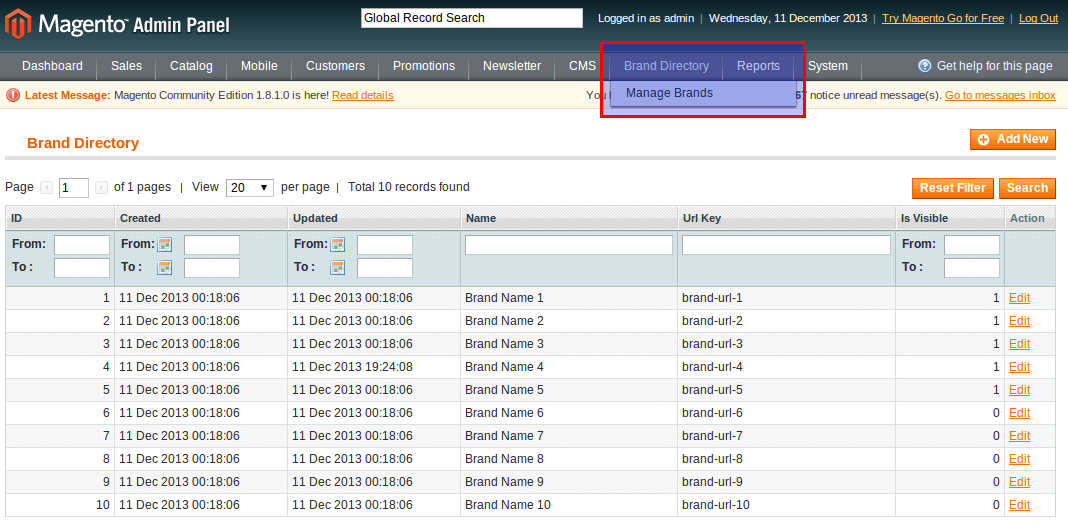 Magento Admin Panel
Global Record Search
Logged in as admin | Wednesday, 11 December 2013 | Try Magento Go for Free | Log Out
Dashboard Sales Catalog Mobile Customers Promotions Newsletter CMS Brand Directory Reports System Get help for this page
Manage Brands
Latest Message: Magento Community Edition 1.8.1.0 is here! Read details
notice unread message(s). Go to messages inbox
Brand Directory
Add New
Page 1 of 1 pages | View 20 per page | Total 10 records found
Reset Filter Search
ID Created Updated Name Url Key Is Visible Action
From: From: From: From:
To : To : To : To :
1 11 Dec 2013 00:18:06 11 Dec 2013 00:18:06 Brand Name 1 brand-url-1 1 Edit
2 11 Dec 2013 00:18:06 11 Dec 2013 00:18:06 Brand Name 2 brand-url-2 1 Edit
3 11 Dec 2013 00:18:06 11 Dec 2013 00:18:06 Brand Name 3 brand-url-3 1 Edit
4 11 Dec 2013 00:18:06 11 Dec 2013 19:24:08 Brand Name 4 brand-url-4 1 Edit
5 11 Dec 2013 00:18:06 11 Dec 2013 00:18:06 Brand Name 5 brand-url-5 1 Edit
6 11 Dec 2013 00:18:06 11 Dec 2013 00:18:06 Brand Name 6 brand-url-6 0 Edit
7 11 Dec 2013 00:18:06 11 Dec 2013 00:18:06 Brand Name 7 brand-url-7 0 Edit
8 11 Dec 2013 00:18:06 11 Dec 2013 00:18:06 Brand Name 8 brand-url-8 0 Edit
9 11 Dec 2013 00:18:06 11 Dec 2013 00:18:06 Brand Name 9 brand-url-9 0 Edit
10 11 Dec 2013 00:18:06 11 Dec 2013 00:18:06 Brand Name 10 brand-url-10 0 Edit